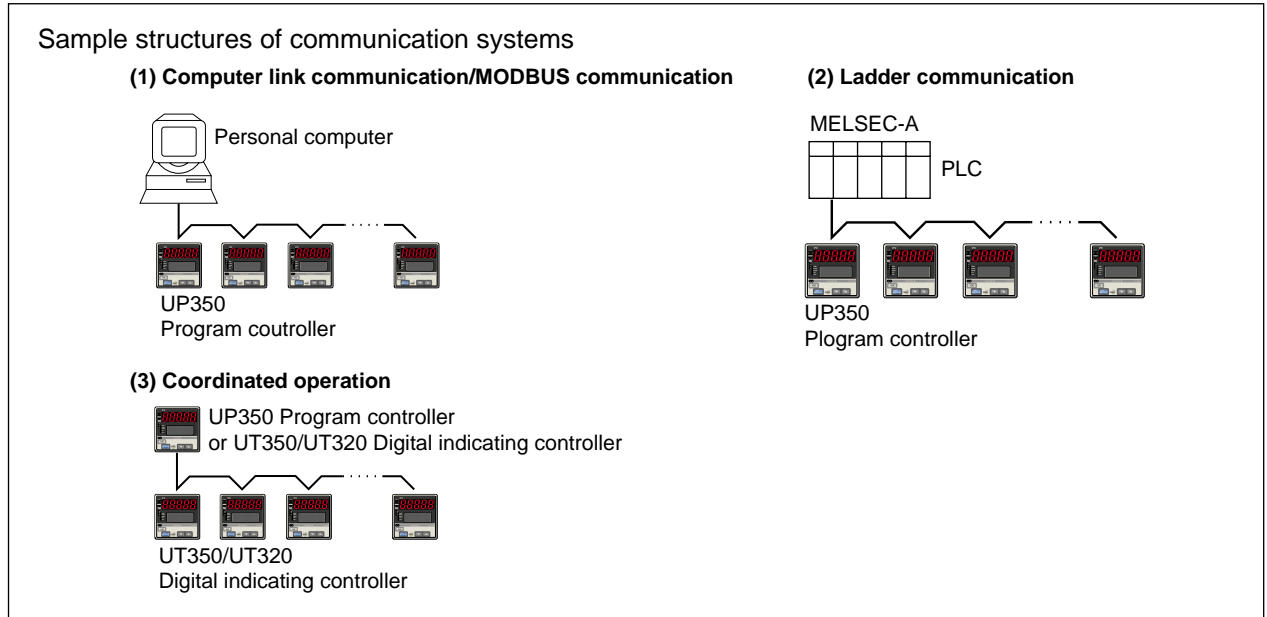 Sample structures of communication systems
(1) Computer link communication/MODBUS communication
Personal computer
UP350
Program coutroller
(2) Ladder communication
MELSEC-A
PLC
UP350
Plogram controller
(3) Coordinated operation
UP350 Program controller
or UT350/UT320 Digital indicating controller
UT350/UT320
Digital indicating controller